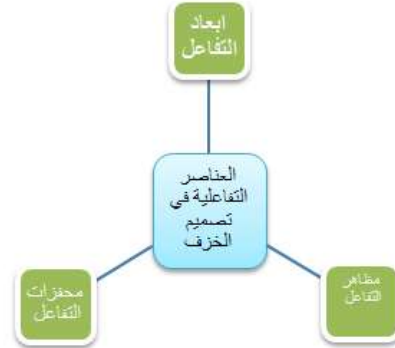 ابعاد
التفاعل
العناصر
التفاعلية في
تصميم
الخزف
مظاهر
التفاعل
محفزات
التفاعل